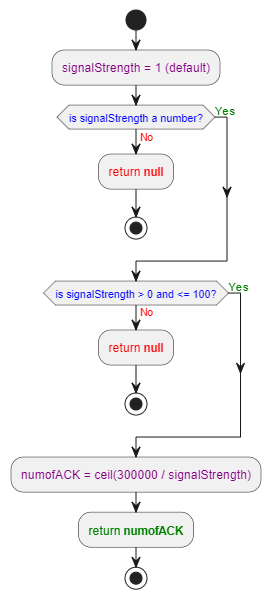 signalStrength = 1 (default)
is signalStrength a number?
Yes
No
return null
is signalStrength > 0 and <= 100?
Yes
No
return null
numofACK = ceil(300000 / signalStrength)
return numofACK